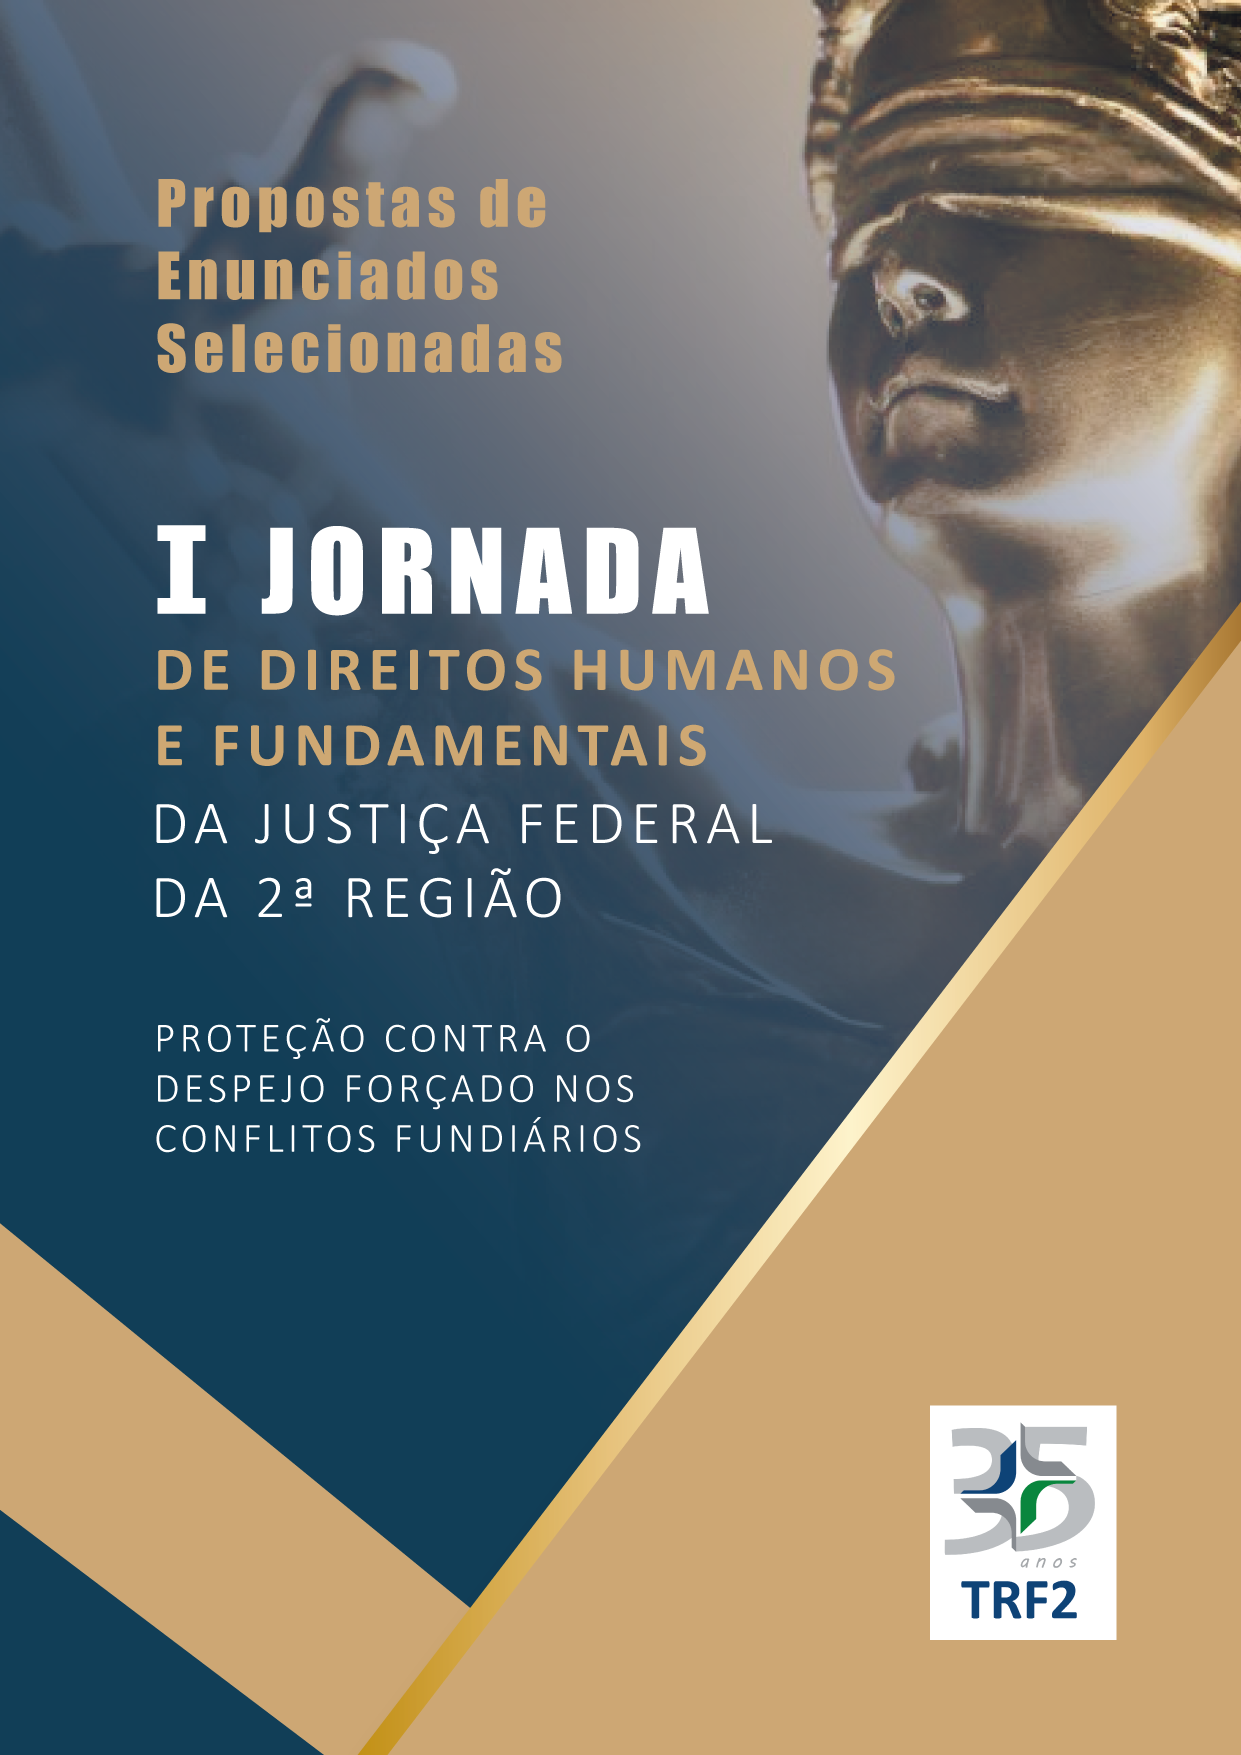 Propostas de
Enunciados
Selecionadas
I JORNADA
DE DIREITOS HUMANOS
E FUNDAMENTAIS
DA JUSTIÇA FEDERAL
DA 2ª REGIÃO
PROTEÇÃO CONTRA O
DESPEJO FORÇADO NOS
CONFLITOS FUNDIÁRIOS
35
anos
TRF2